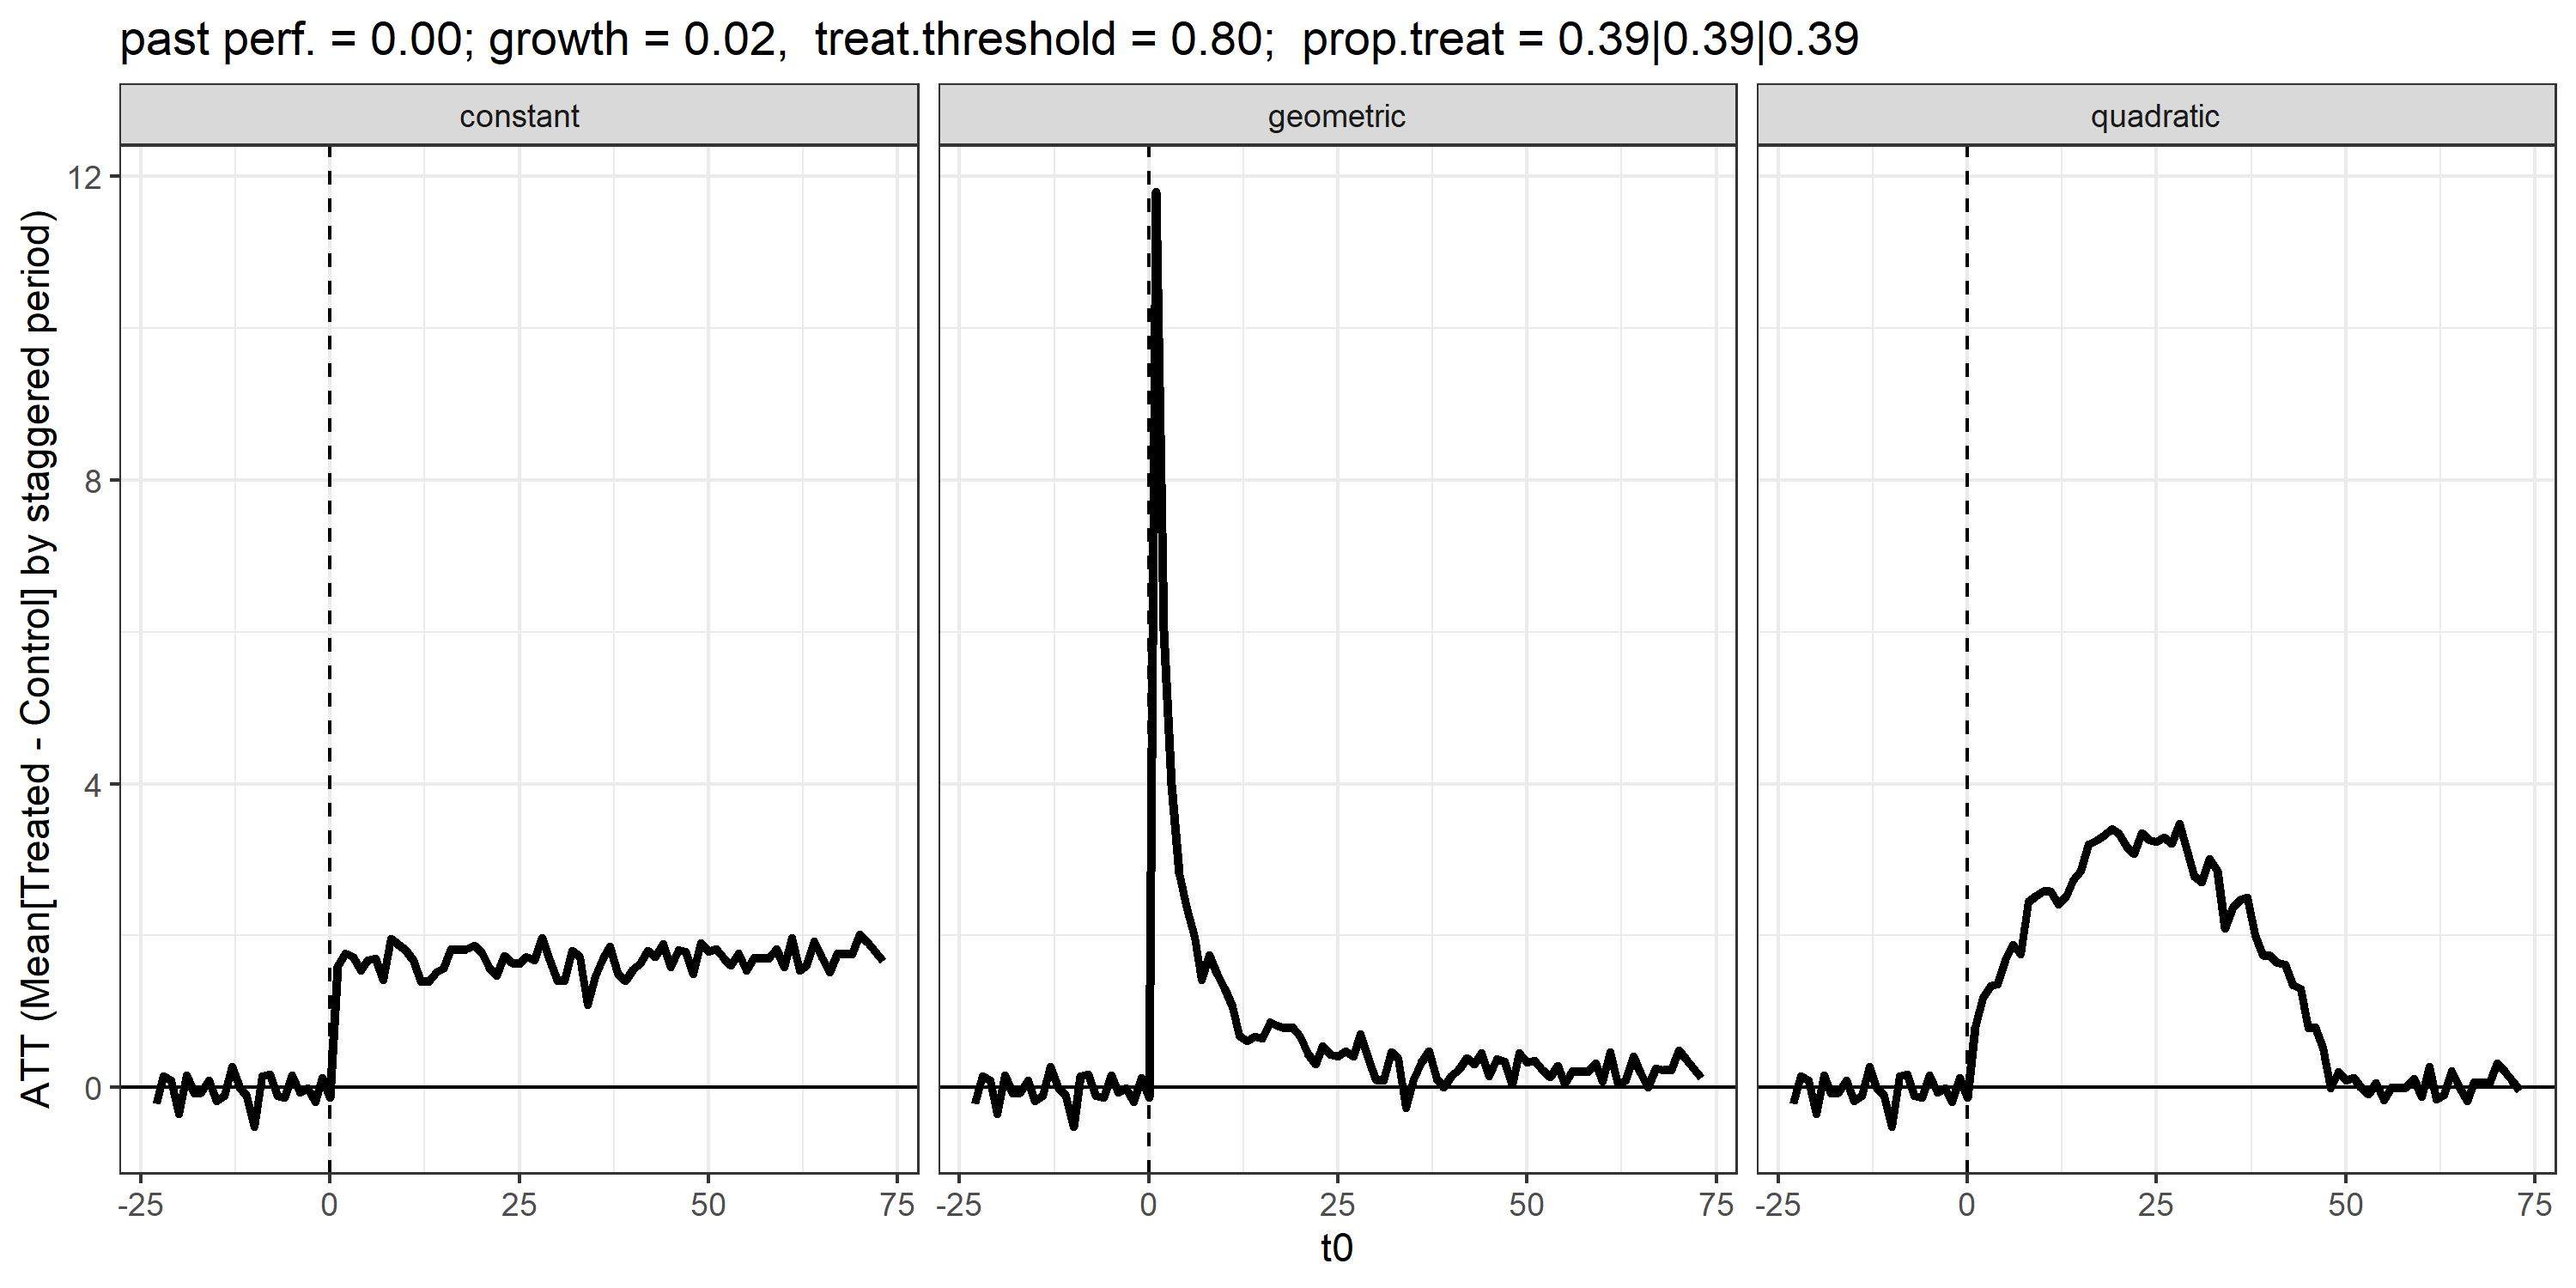 past perf. = 0.00; growth = 0.02,  treat.threshold = 0.80;  prop.treat = 0.39|0.39|0.39
constant
geometric
quadratic
ATT (Mean[Treated - Control] by staggered period)
12
8
4
0
-25 0 25 50 75
-25 0 25 50 75
-25 0 25 50 75
t0